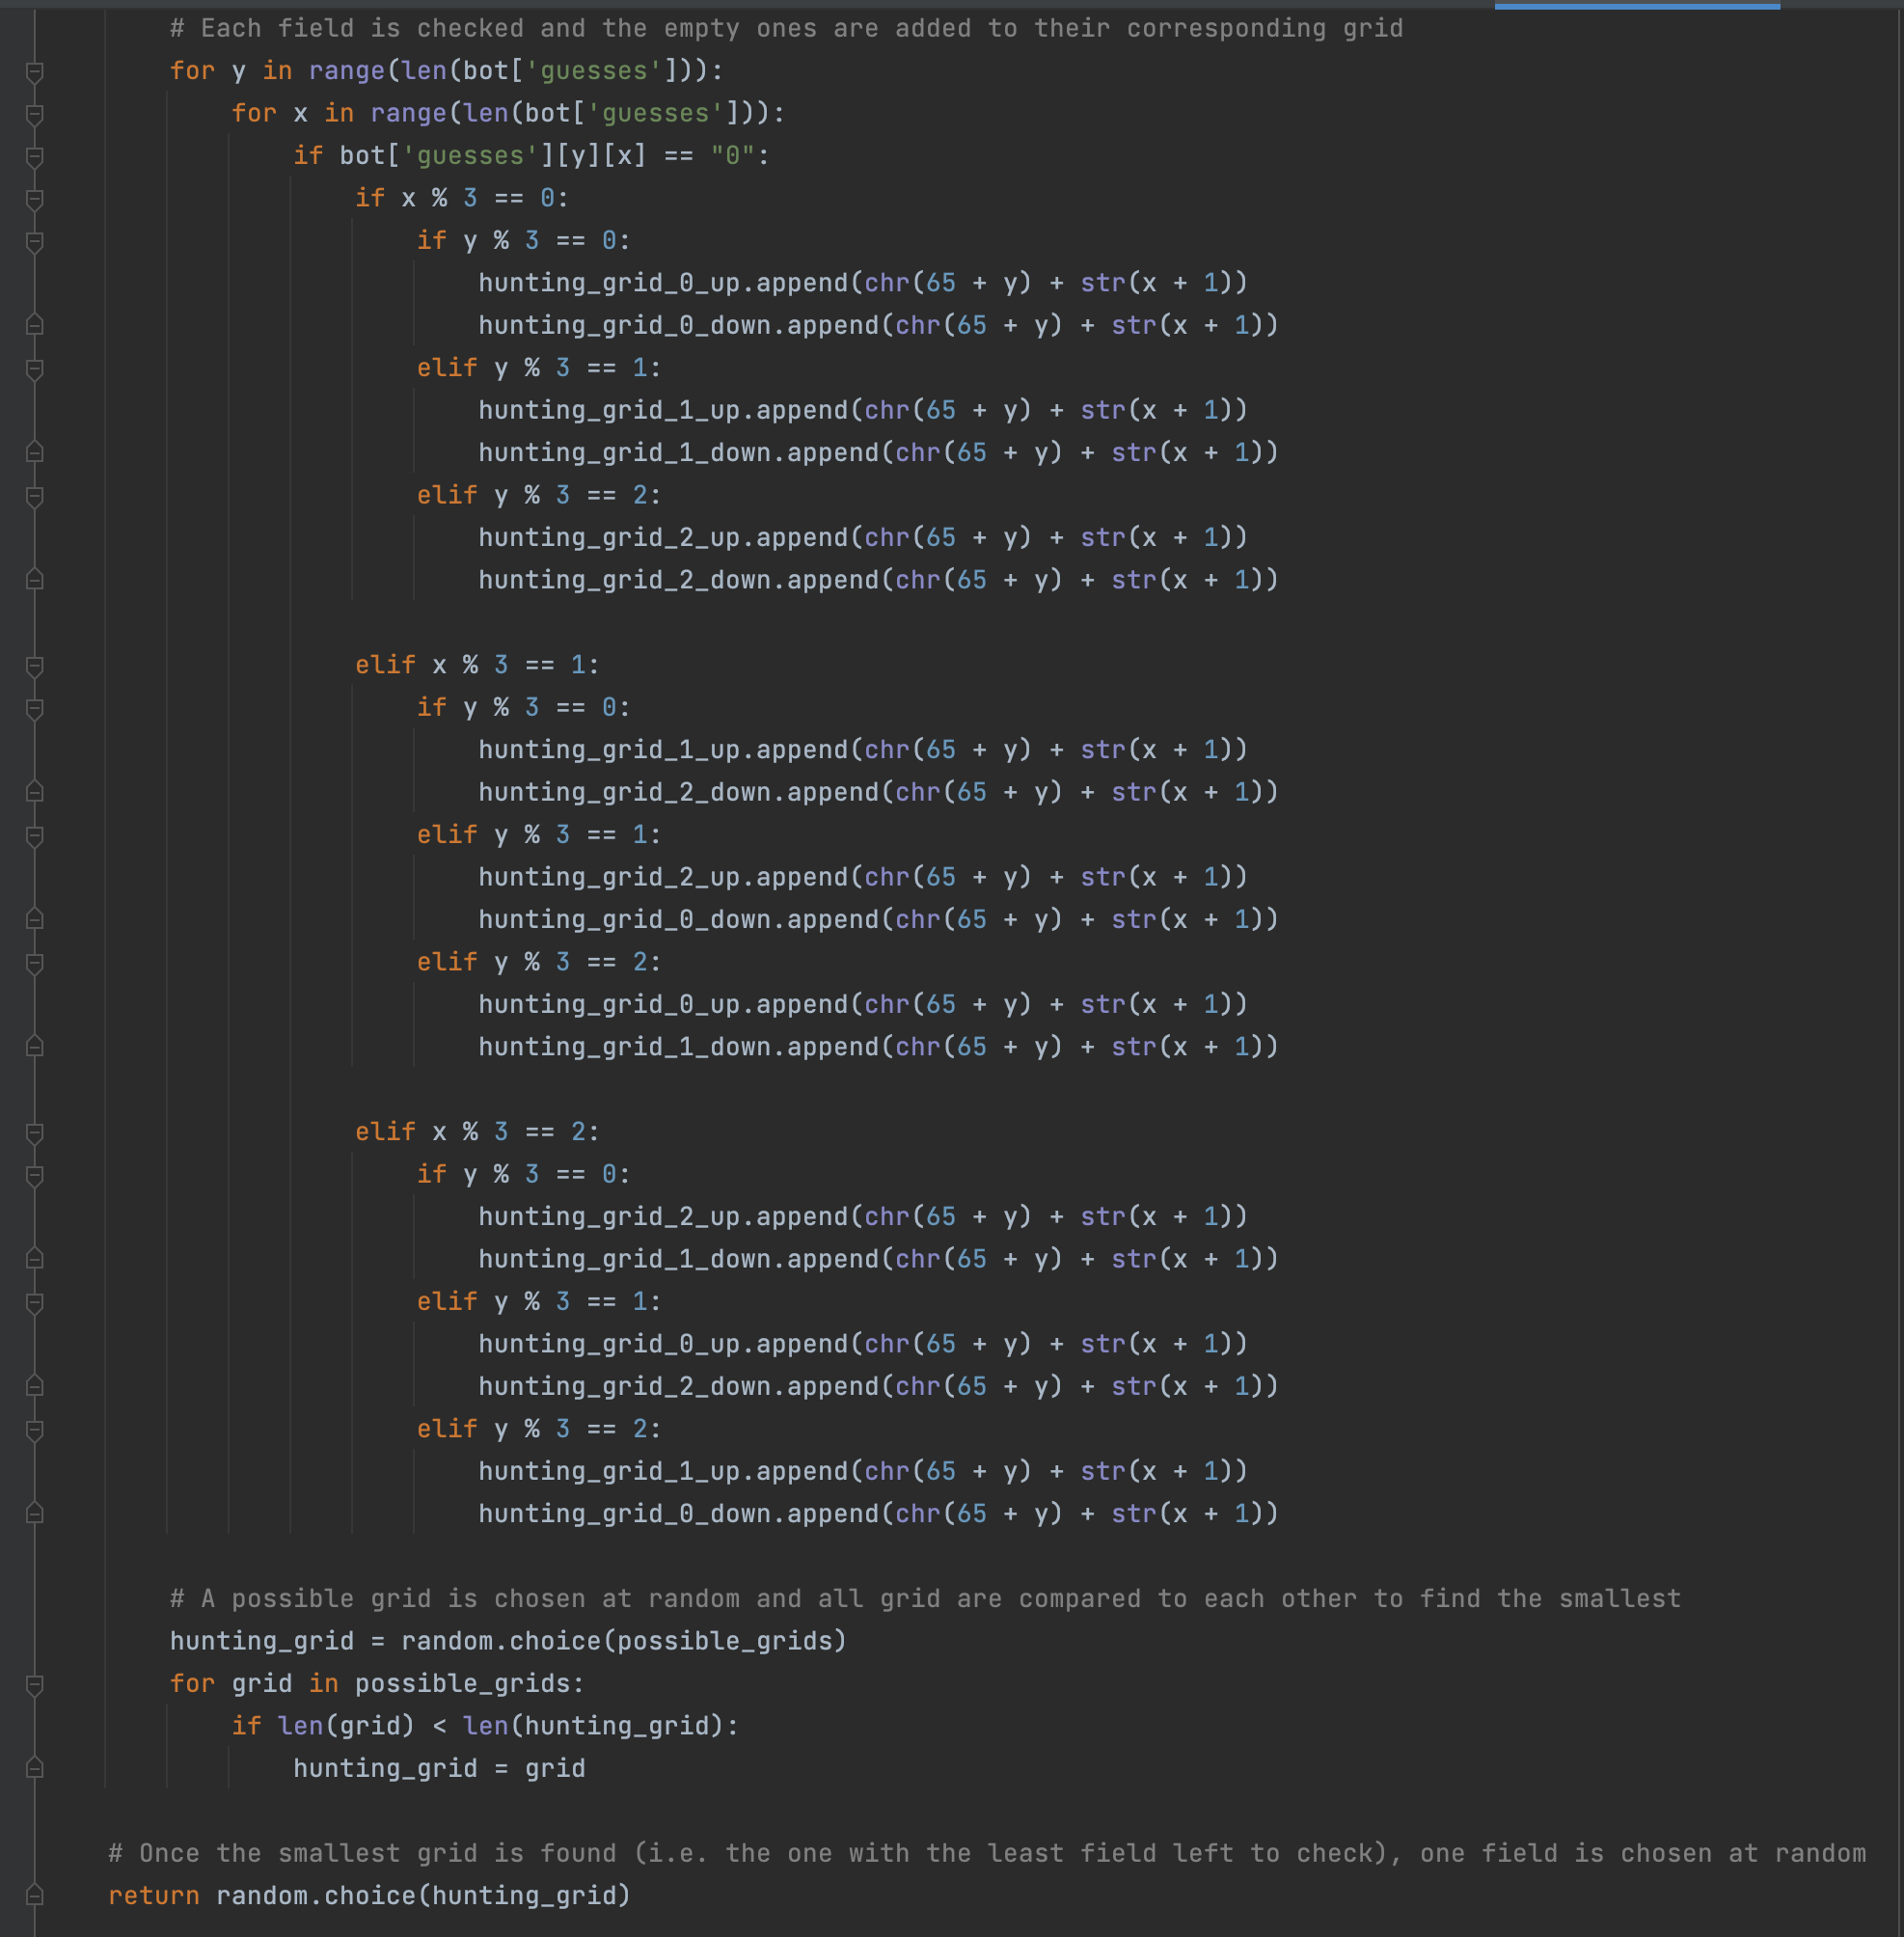 # Each field is checked and the empty ones are added to their corresponding grid
for y in range(len(bot['guesses'])):
for x in range(len(bot['guesses'])):
if bot['guesses'][y][x] == "0":
if x % 3 == 0:
if y % 3 == 0:
hunting_grid_0_up.append(chr(65 + y) + str(x + 1))
hunting_grid_0_down.append(chr(65 + y) + str(x + 1))
elif y % 3 == 1:
hunting_grid_1_up.append(chr(65 + y) + str(x + 1))
hunting_grid_1_down.append(chr(65 + y) + str(x + 1))
elif y % 3 == 2:
hunting_grid_2_up.append(chr(65 + y) + str(x + 1))
hunting_grid_2_down.append(chr(65 + y) + str(x + 1))
elif x % 3 == 1:
if y % 3 == 0:
hunting_grid_1_up.append(chr(65 + y) + str(x + 1))
hunting_grid_2_down.append(chr(65 + y) + str(x + 1))
elif y % 3 == 1:
hunting_grid_2_up.append(chr(65 + y) + str(x + 1))
hunting_grid_0_down.append(chr(65 + y) + str(x + 1))
elif y % 3 == 2:
hunting_grid_0_up.append(chr(65 + y) + str(x + 1))
hunting_grid_1_down.append(chr(65 + y) + str(x + 1))
elif x % 3 == 2:
if y % 3 == 0:
hunting_grid_2_up.append(chr(65 + y) + str(x + 1))
hunting_grid_1_down.append(chr(65 + y) + str(x + 1))
elif y % 3 == 1:
hunting_grid_0_up.append(chr(65 + y) + str(x + 1))
hunting_grid_2_down.append(chr(65 + y) + str(x + 1))
elif y % 3 == 2:
hunting_grid_1_up.append(chr(65 + y) + str(x + 1))
hunting_grid_0_down.append(chr(65 + y) + str(x + 1))
# A possible grid is chosen at random and all grid are compared to each other to find the smallest
hunting_grid = random.choice(possible_grids)
for grid in possible_grids:
if len(grid) < len(hunting_grid):
hunting_grid = grid
# Once the smallest grid is found (i.e. the one with the least field left to check), one field is chosen at random
return random.choice(hunting_grid)